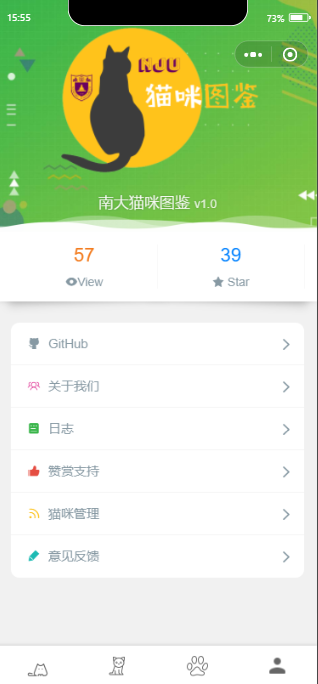 15:55
73%
NJU
猫咪图鉴
南大猫咪图鉴 v1.0
57
39
View
Star
GitHub
关于我们
日志
赞赏支持
猫咪管理
意见反馈